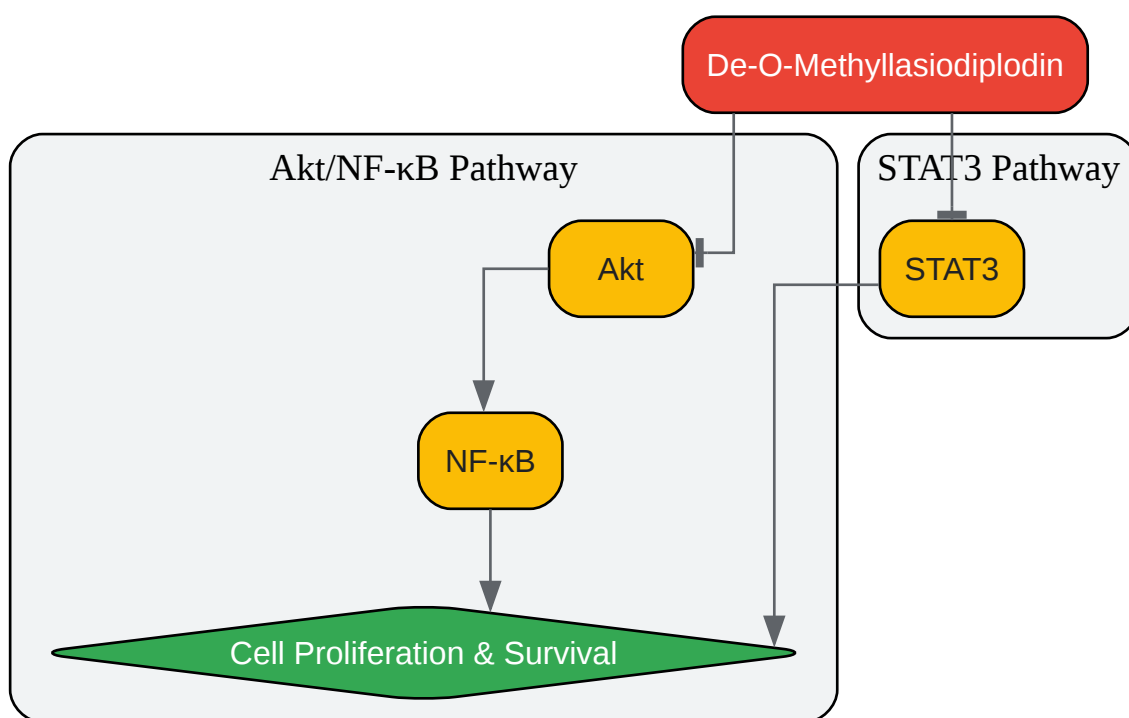 De-O-Methyllasiodiplodin
Akt/NF-κB Pathway
STAT3 Pathway
Akt
STAT3
NF-κB
Cell Proliferation & Survival